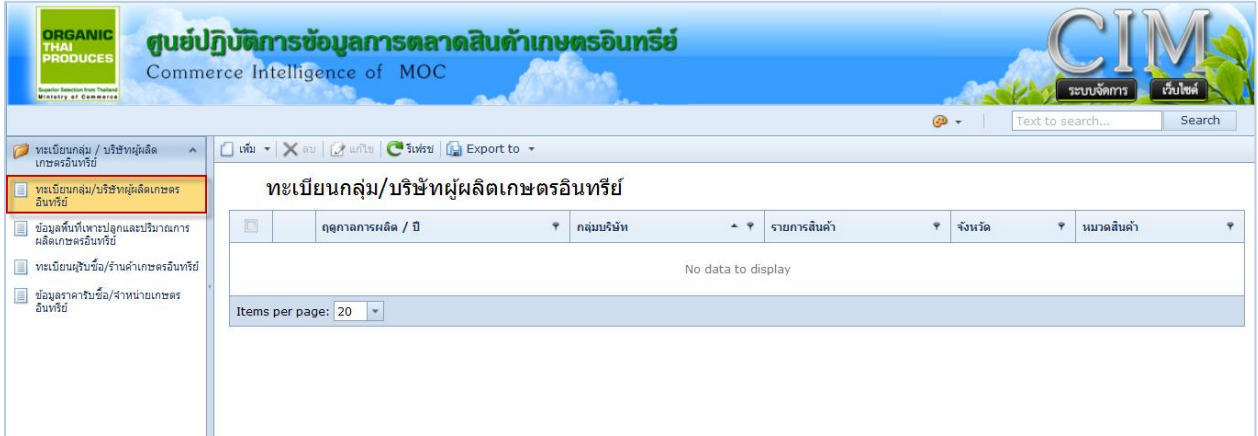 ORGANIC
THAI
PRODUCES
Superior Selection from Thailand
Ministry of Commerce
ศูนย์ปฏิบัติการข้อมูลการตลาดสินค้าเกษตรอินทรีย์
Commerce Intelligence of MOC
CIM
ระบบจัดการ
เว็บไซต์
Text to search...
Search
ทะเบียนกลุ่ม / บริษัทผู้ผลิต
เกษตรอินทรีย์
ทะเบียนกลุ่ม/บริษัทผู้ผลิตเกษตร
อินทรีย์
ข้อมูลพื้นที่เพาะปลูกและปริมาณการ
ผลิตเกษตรอินทรีย์
ทะเบียนผู้รับซื้อ/ร้านค้าเกษตรอินทรีย์
ข้อมูลราคารับซื้อ/จำหน่ายเกษตร
อินทรีย์
เพิ่ม ลบ แก้ไข รีเฟรช Export to
ทะเบียนกลุ่ม/บริษัทผู้ผลิตเกษตรอินทรีย์
ฤดูกาลการผลิต / ปี กลุ่มบริษัท รายการสินค้า จังหวัด หมวดสินค้า
No data to display
Items per page: 20